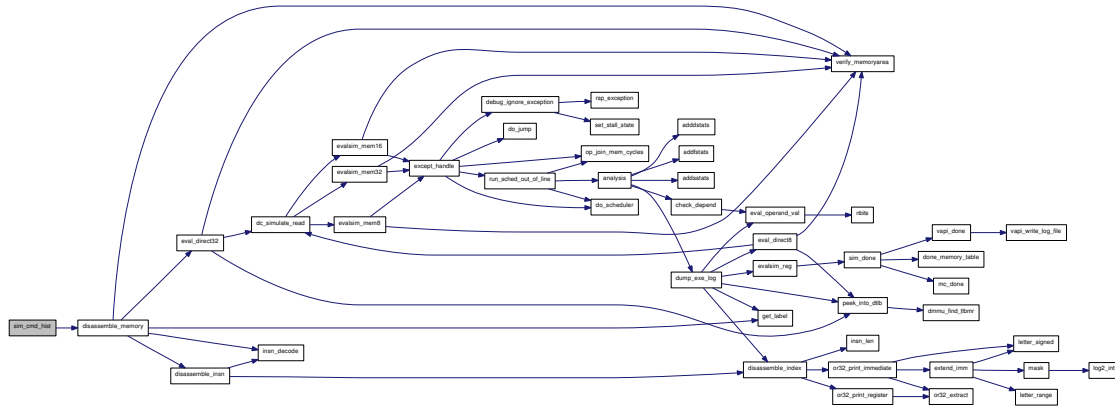 sim_cmd_hist
disassemble_memory
eval_direct32
disassemble_insn
dc_simulate_read
insn_decode
evalsim_mem16
evalsim_mem32
evalsim_mem8
except_handle
debug_ignore_exception
do_jump
run_sched_out_of_line
rsp_exception
set_stall_state
op_join_mem_cycles
analysis
do_scheduler
adddstats
addfstats
addsstats
check_depend
dump_exe_log
verify_memoryarea
eval_operand_val
eval_direct8
evalsim_reg
get_label
disassemble_index
rbits
sim_done
peek_into_dtlb
insn_len
or32_print_immediate
or32_print_register
vapi_done
done_memory_table
mc_done
dmmu_find_tlbmr
extend_imm
or32_extract
vapi_write_log_file
letter_signed
mask
letter_range